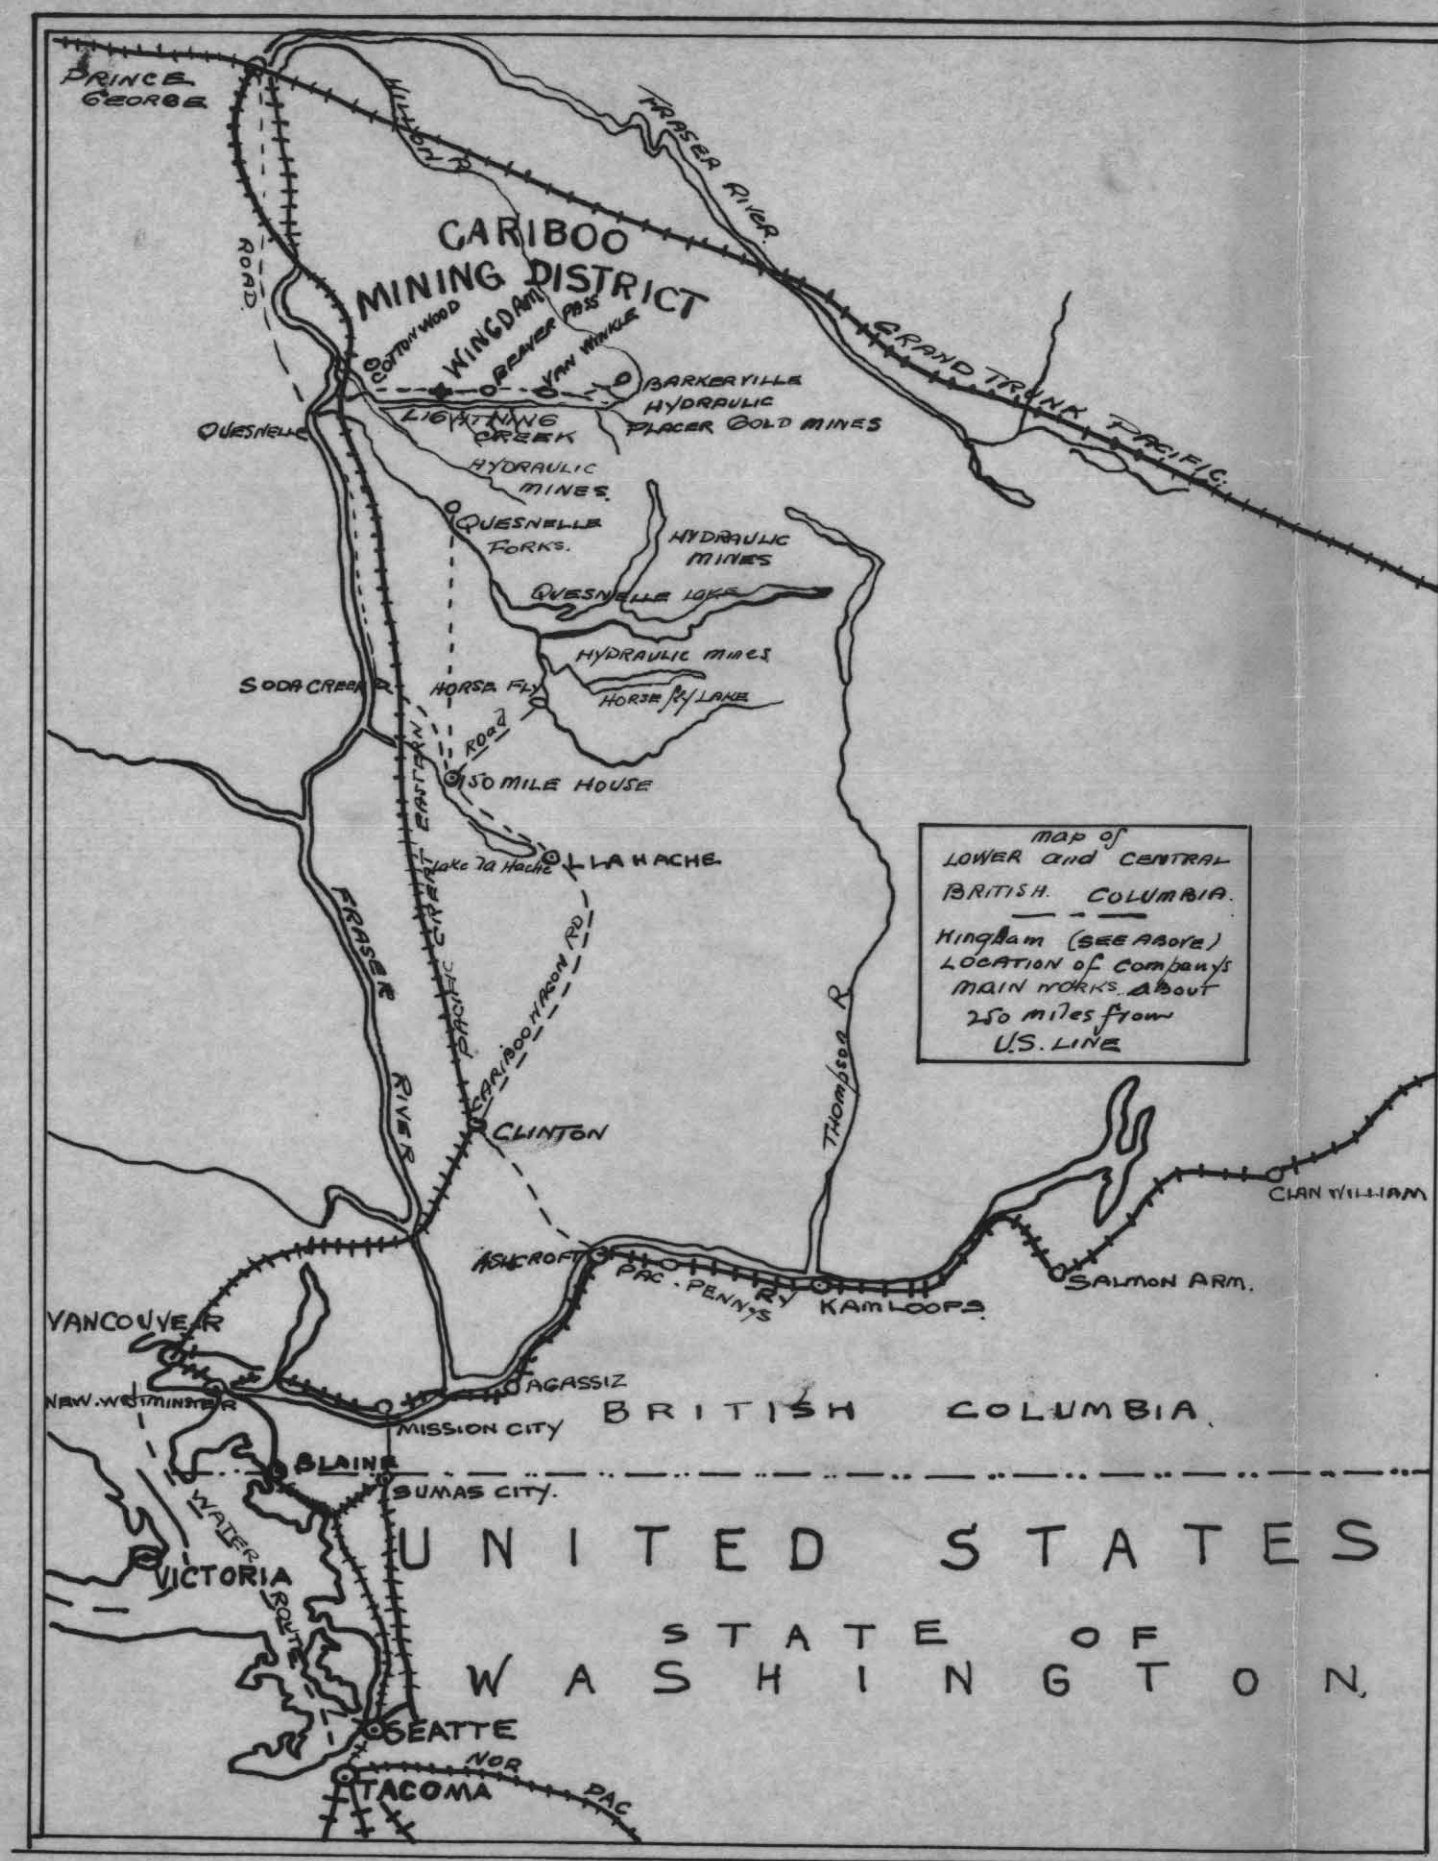 PRINCE
GEORGE
HILTON R
FRASER RIVER.
ROAD.
CARIBOO
MINING DISTRICT
COTTONWOOD
WINGDAM
BEAVER PASS
VAN WINKLE
BARKERVILLE
HYDRAULIC
PLACER GOLD MINES
LIGHTNING
CREEK
GRAND TRUNK PACIFIC.
QUESNELLE
HYDRAULIC
MINES.
QUESNELLE
FORKS.
HYDRAULIC
MINES
QUESNELLE LAKE
HYDRAULIC MINES
SODA CREEK
HORSE FLY
HORSE fly LAKE
ROAD
150 MILE HOUSE
PACIFIC GREAT EASTERN
Lake La Hache
L LA HACHE
FRASER
RIVER
CARIBOO WAGON RD
THOMPSON R
map of
LOWER and CENTRAL
BRITISH. COLUMBIA.
Hingdam (SEE ABOVE)
LOCATION of Companys
MAIN WORKS. ABOUT
250 miles from
U.S. LINE
CLINTON
CLANWILLIAM
ASHCROFT
PAC. PENNYS
RY
KAMLOOPS.
SALMON ARM.
VANCOUVER
NEW. WESTMINSTER
AGASSIZ
MISSION CITY
BRITISH COLUMBIA.
BLAINE
SUMAS CITY.
WATER ROUTE
UNITED STATES
VICTORIA
STATE OF
WASHINGTON.
SEATTE
NOR PAC
TACOMA